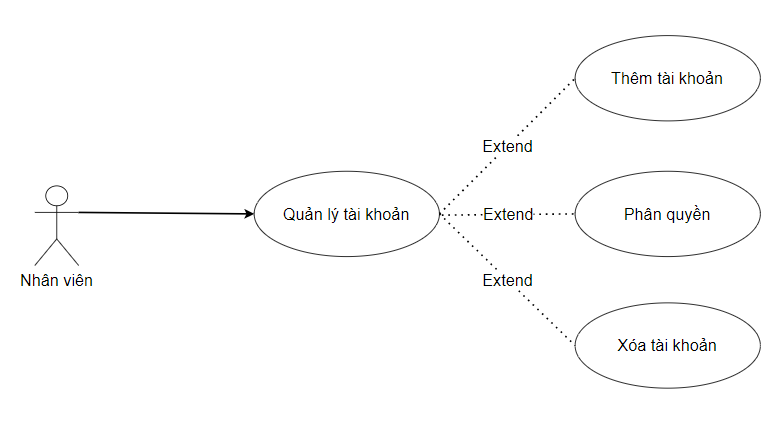 Thêm tài khoản
Extend
Quản lý tài khoản
Extend
Phân quyền
Nhân viên
Extend
Xóa tài khoản